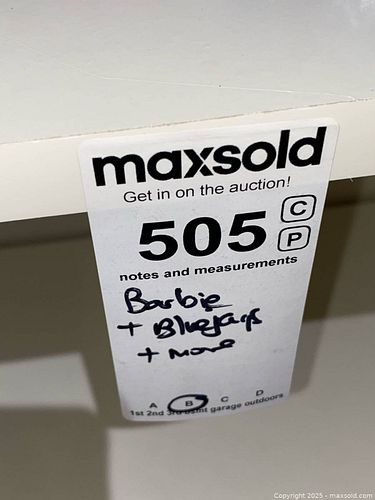 maxsold
Get in on the auction!
505 C
P
notes and measurements
Barbie
+ Bluejays
+ more
A B C D
1st 2nd 3rd bsmt garage outdoors
Copyright 2025 - maxsold.com